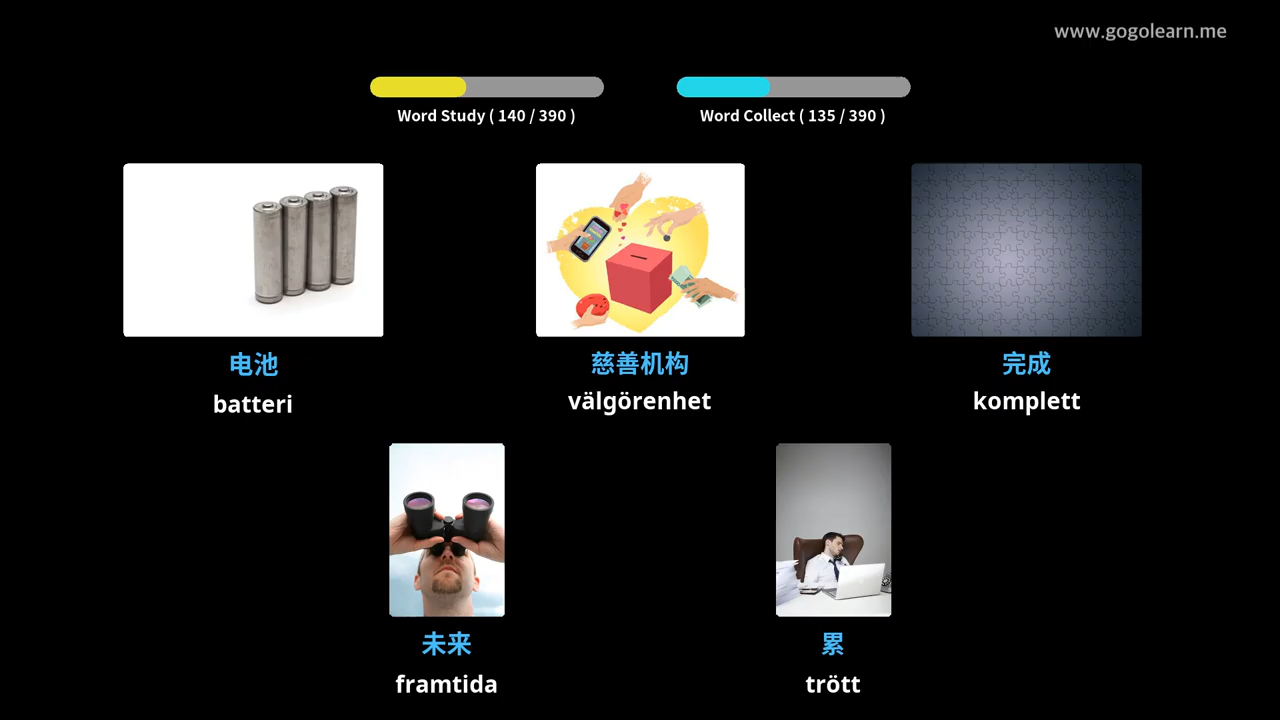 www.gogolearn.me
Word Study ( 140 / 390 )
Word Collect ( 135 / 390 )
电池
batteri
慈善机构
välgörenhet
完成
komplett
未来
framtida
累
trött